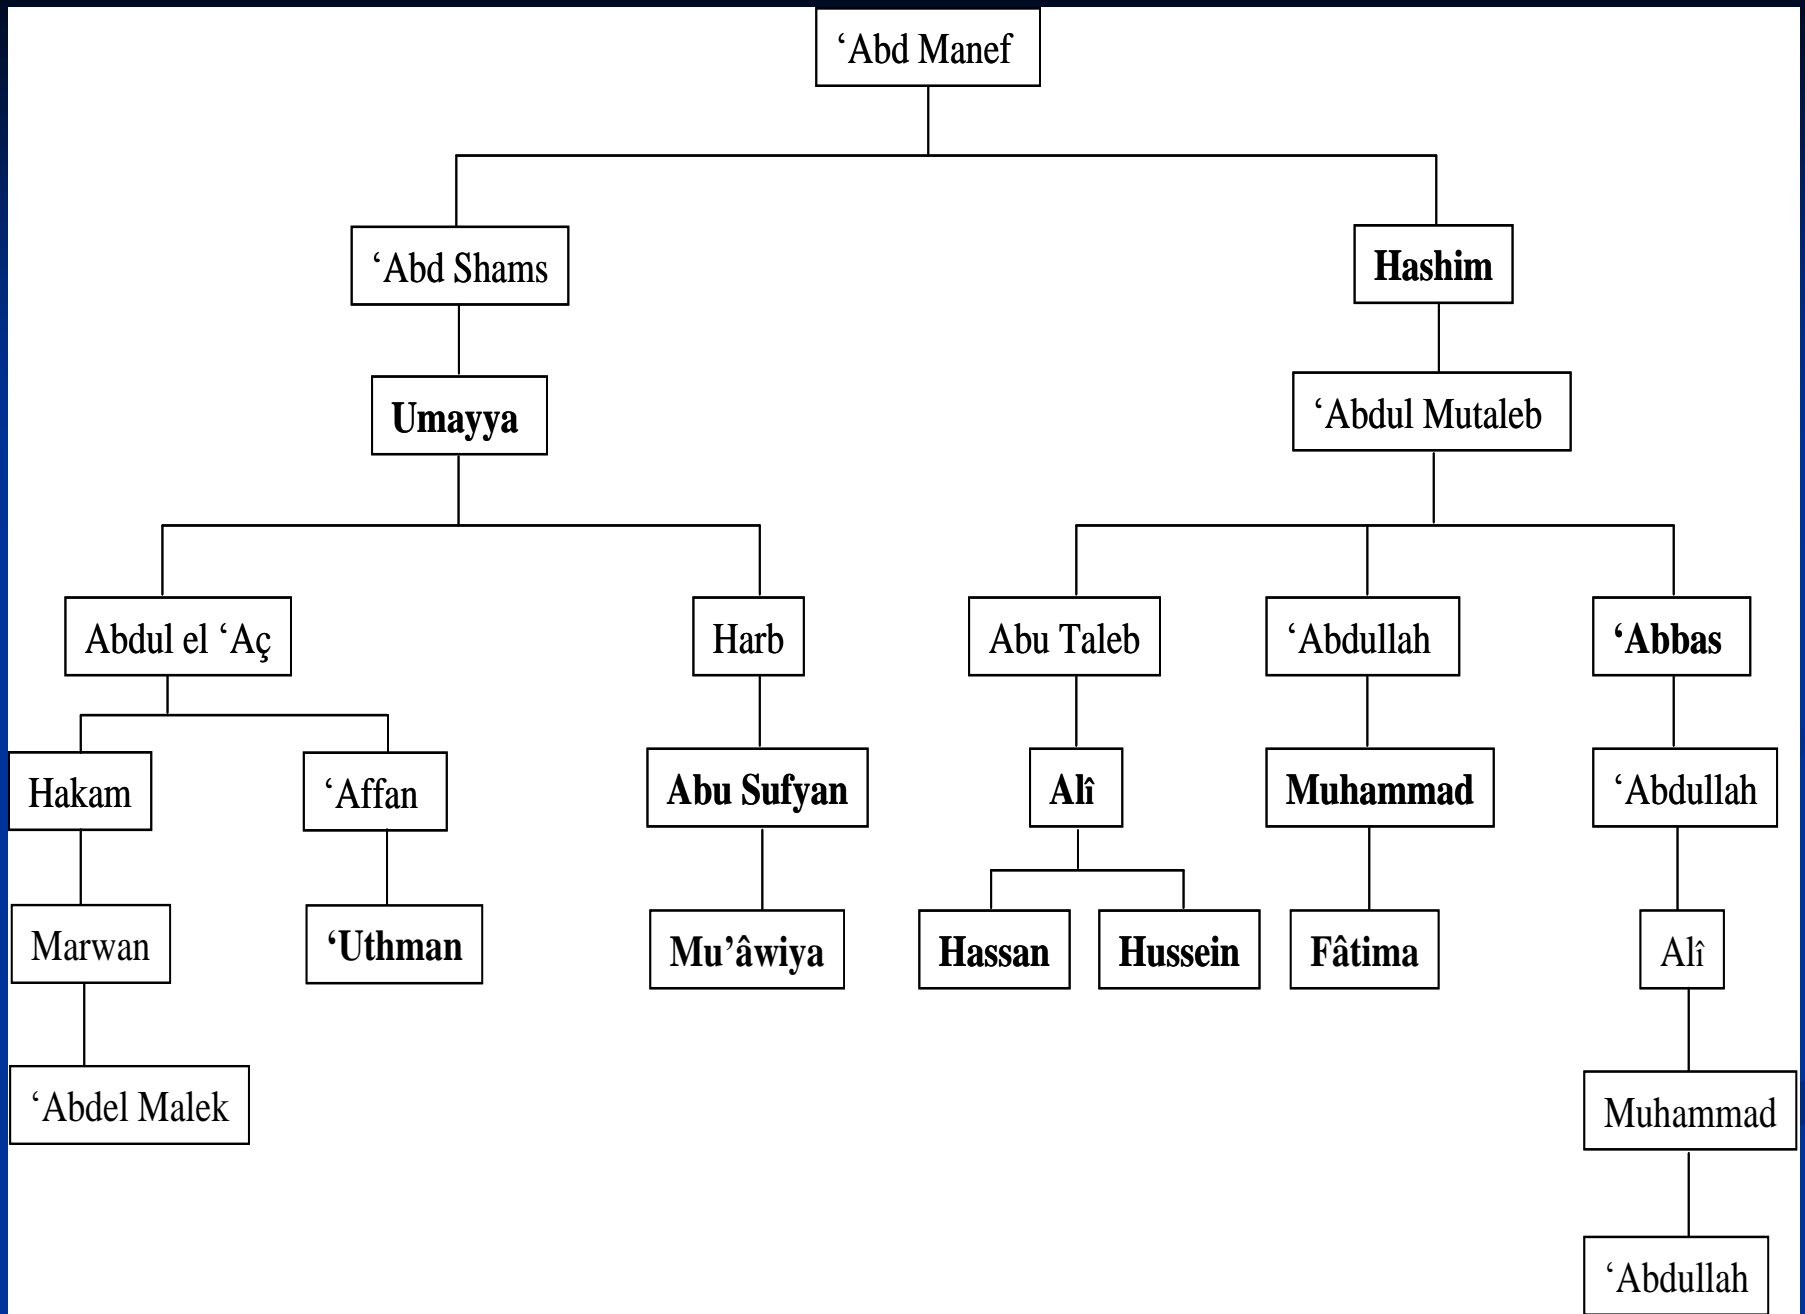 ‘Abd Manef
‘Abd Shams
Hashim
Umayya
‘Abdul Mutaleb
Abdul el ‘Aç
Harb
Abu Taleb
‘Abdullah
‘Abbas
Hakam
‘Affan
Abu Sufyan
Alî
Muhammad
‘Abdullah
Marwan
‘Uthman
Mu’âwiya
Hassan
Hussein
Fâtima
Alî
‘Abdel Malek
Muhammad
‘Abdullah